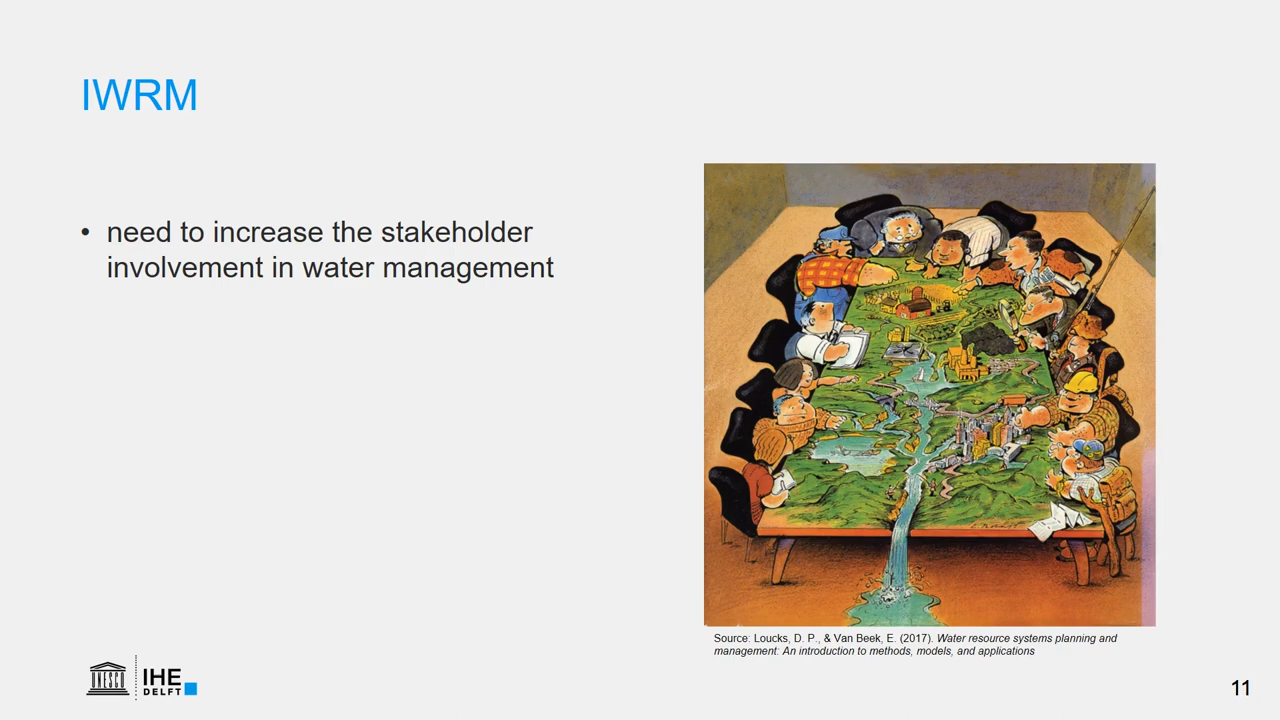 IWRM
• need to increase the stakeholder
involvement in water management
Source: Loucks, D. P., & Van Beek, E. (2017). Water resource systems planning and
management: An introduction to methods, models, and applications
UNESCO
IHE
DELFT
11